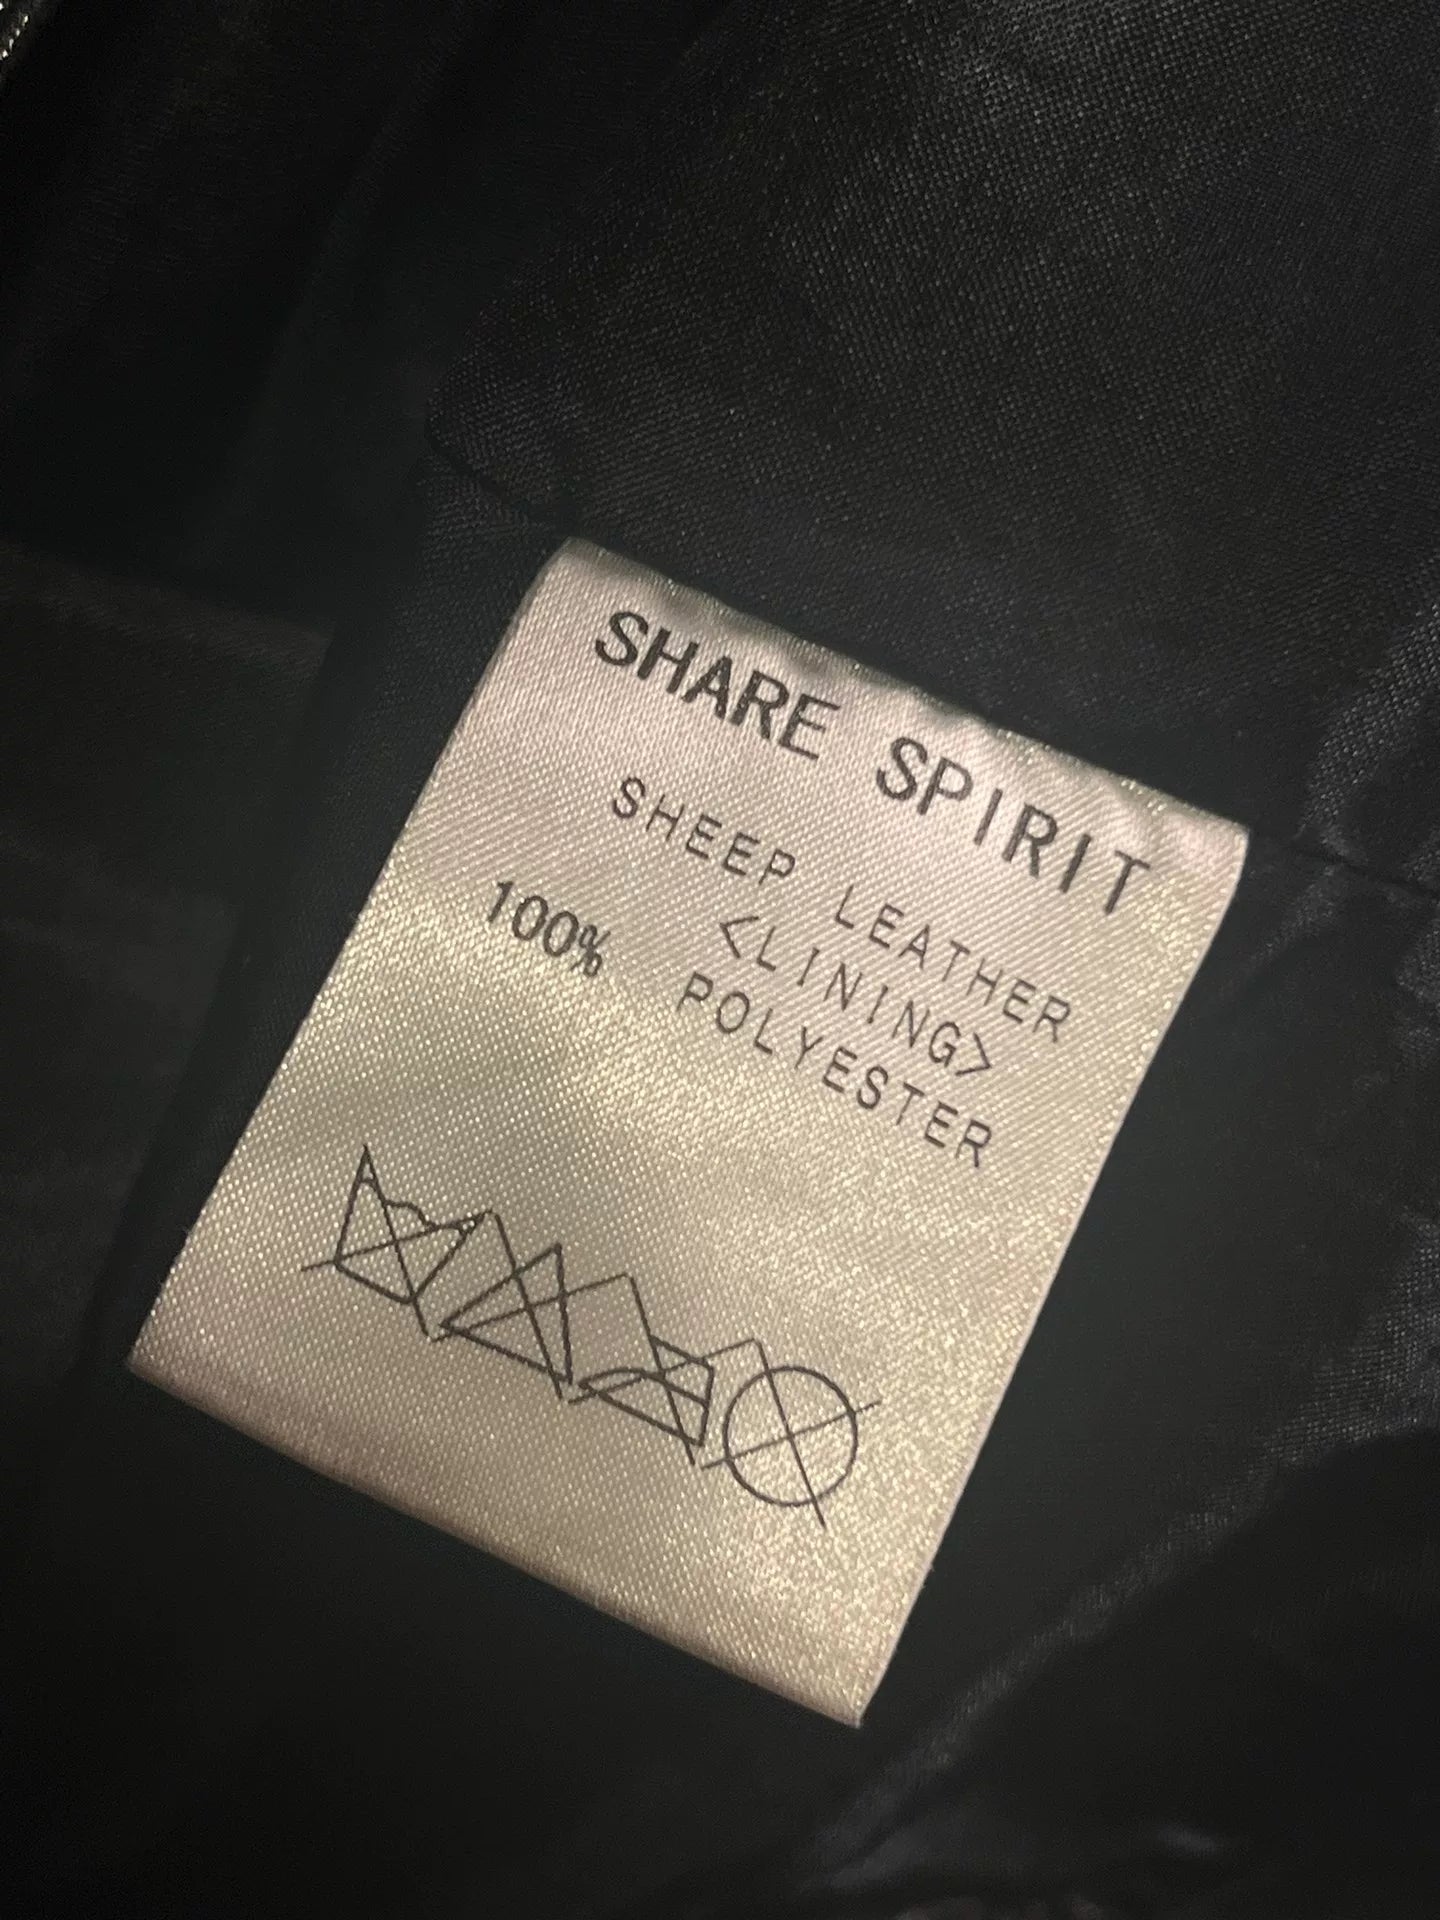 SHARE SPIRIT
SHEEP LEATHER
<LINING>
100% POLYESTER